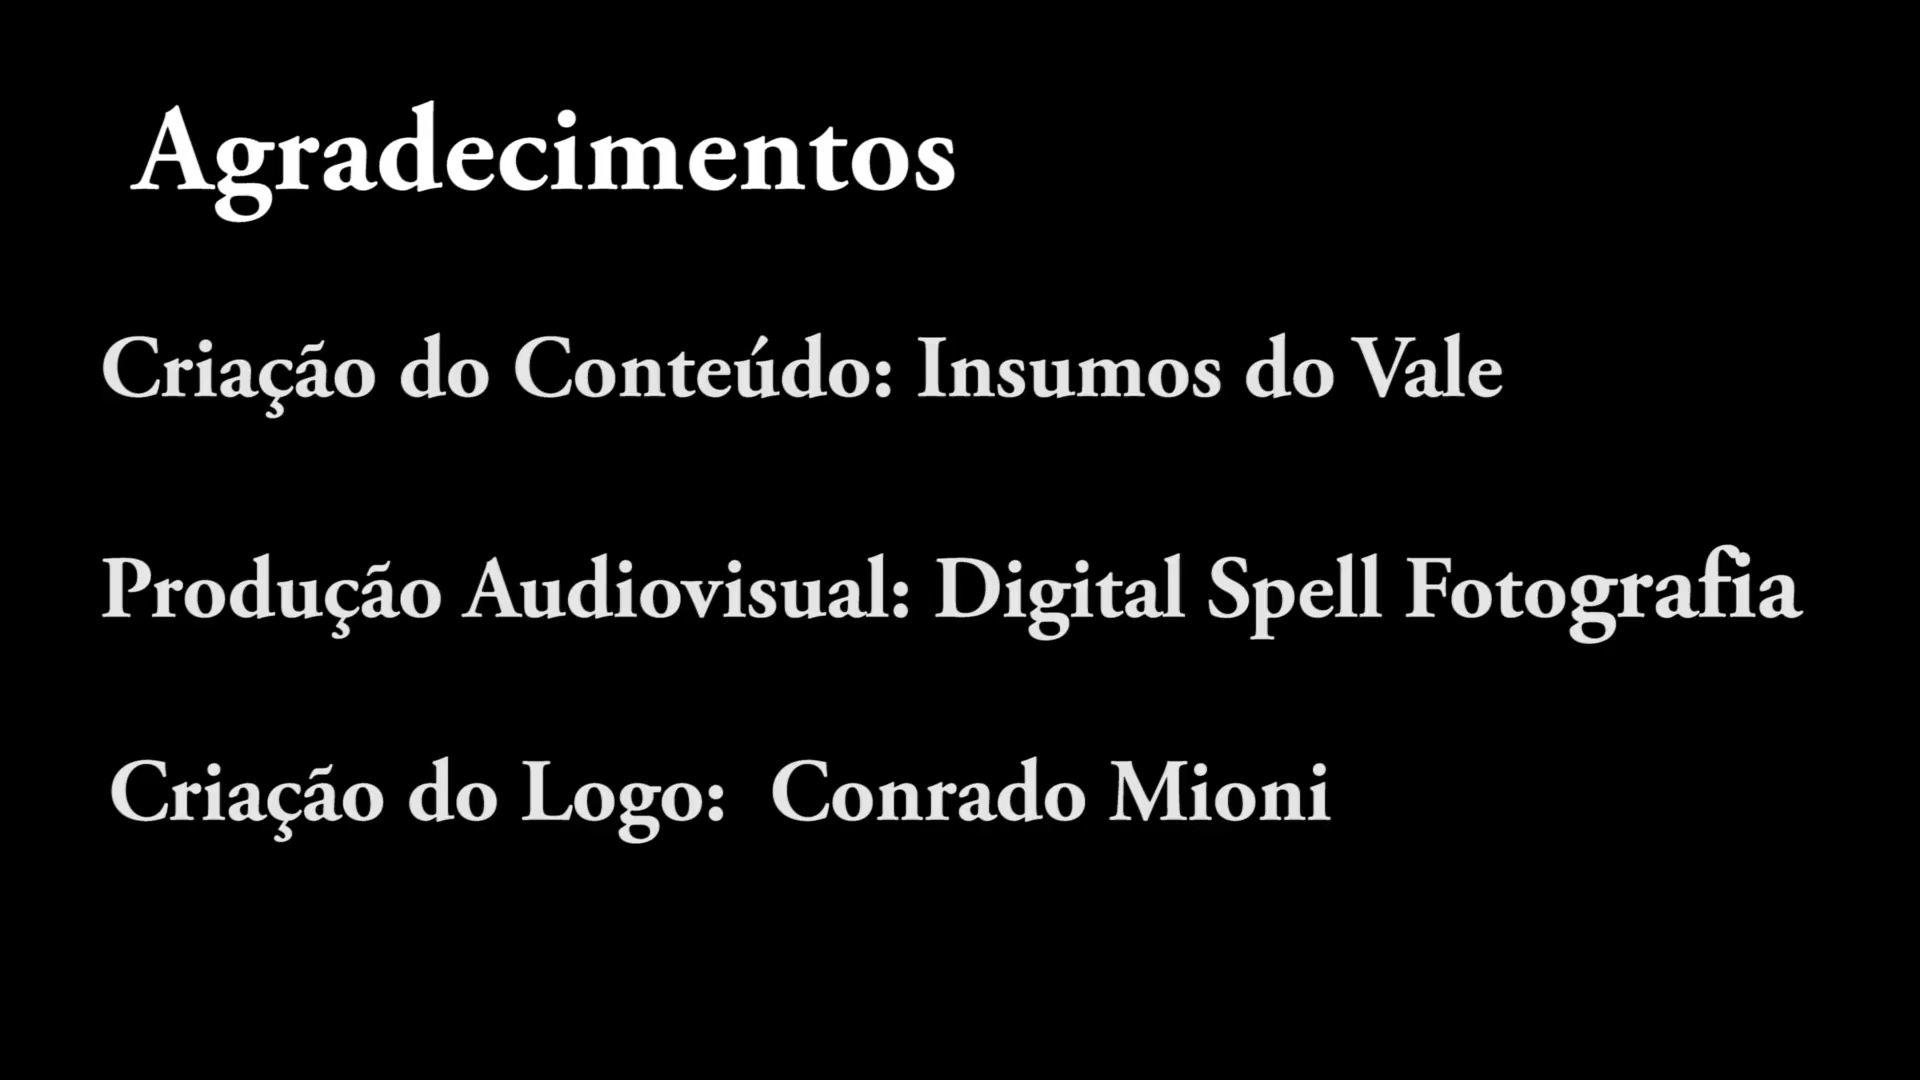 Agradecimentos
Criação do Conteúdo: Insumos do Vale
Produção Audiovisual: Digital Spell Fotografia
Criação do Logo: Conrado Mioni